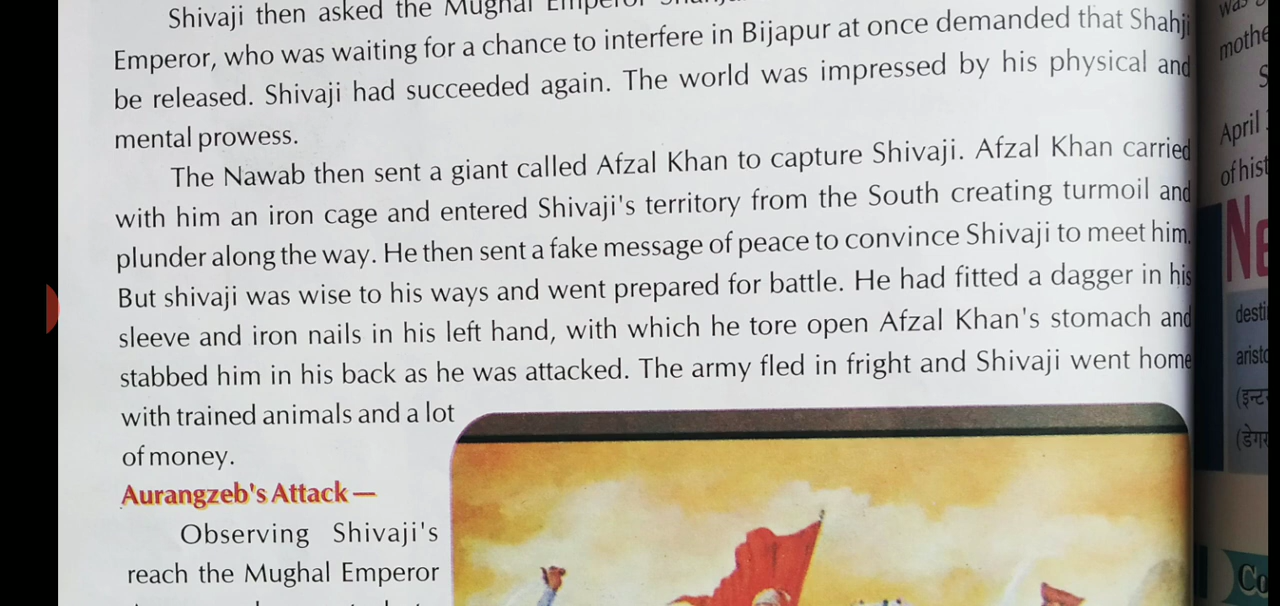 Shivaji then asked the Mughal Emperor
Emperor, who was waiting for a chance to interfere in Bijapur at once demanded that Shahji
be released. Shivaji had succeeded again. The world was impressed by his physical and
mental prowess.
The Nawab then sent a giant called Afzal Khan to capture Shivaji. Afzal Khan carried
with him an iron cage and entered Shivaji's territory from the South creating turmoil and
plunder along the way. He then sent a fake message of peace to convince Shivaji to meet him.
But shivaji was wise to his ways and went prepared for battle. He had fitted a dagger in his
sleeve and iron nails in his left hand, with which he tore open Afzal Khan's stomach and
stabbed him in his back as he was attacked. The army fled in fright and Shivaji went home
with trained animals and a lot
of money.
Aurangzeb's Attack —
Observing Shivaji's
reach the Mughal Emperor
was
April
of